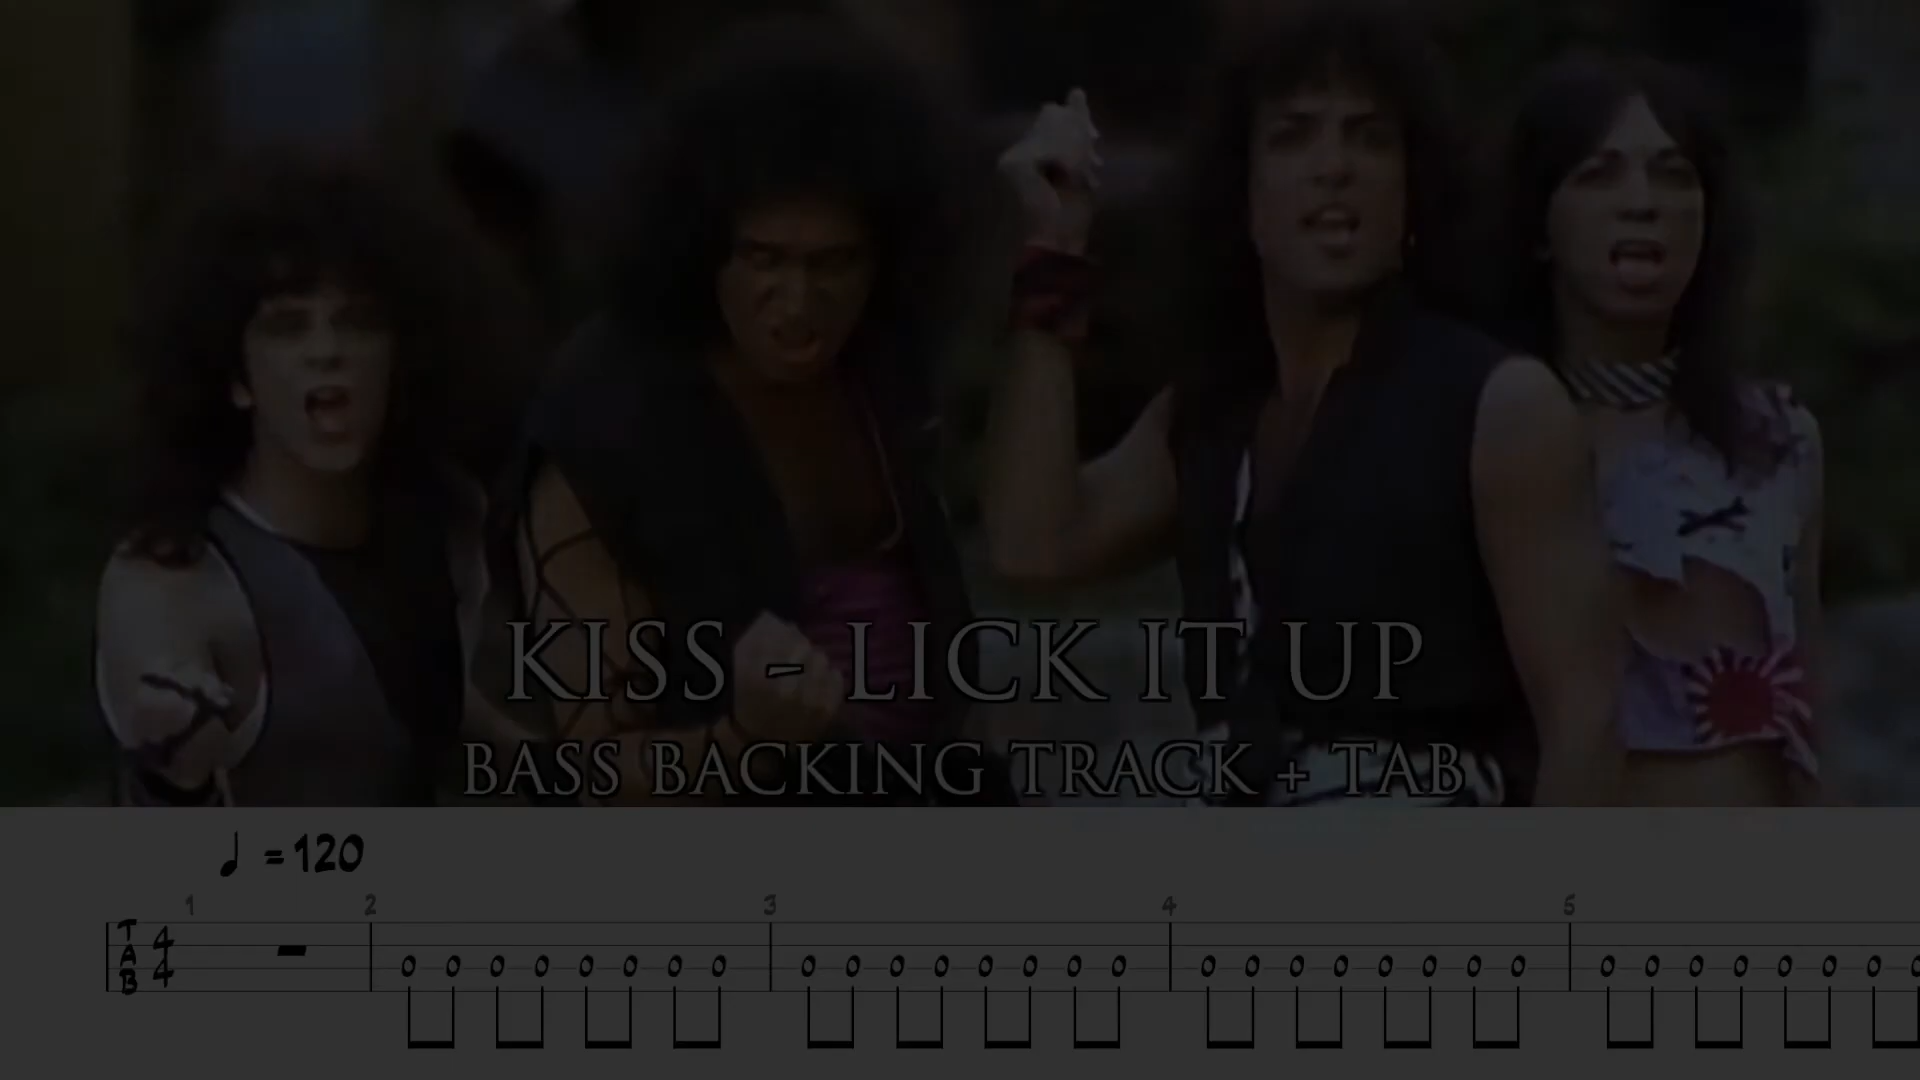 KISS - LICK IT UP
BASS BACKING TRACK + TAB
♩ = 120
1 2 3 4 5
T
A
B
4
4
0 0 0 0 0 0 0 0 0 0 0 0 0 0 0 0 0 0 0 0 0 0 0 0 0 0 0 0 0 0 0 0